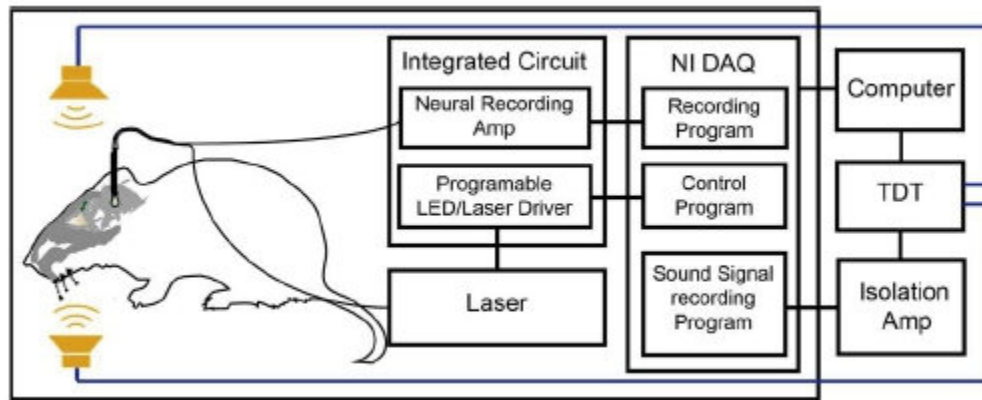 Integrated Circuit
Neural Recording
Amp
Programable
LED/Laser Driver
Laser
NI DAQ
Recording
Program
Control
Program
Sound Signal
recording
Program
Computer
TDT
Isolation
Amp